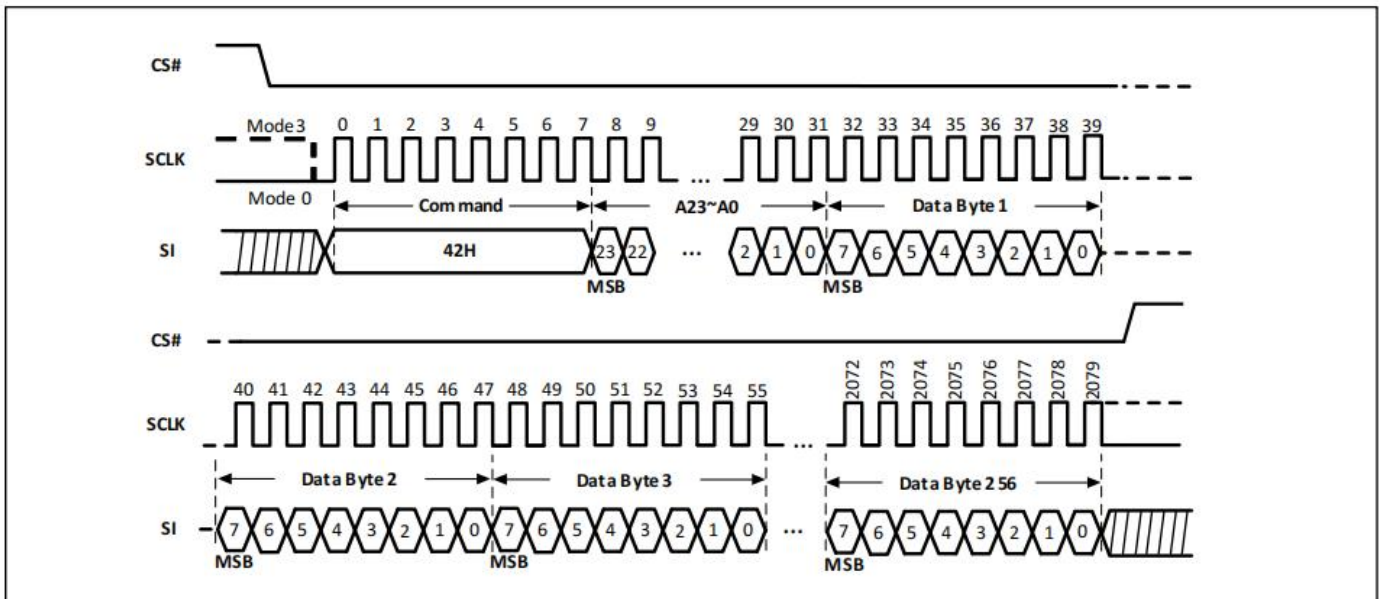 CS#
Mode3 0 1 2 3 4 5 6 7 8 9 29 30 31 32 33 34 35 36 37 38 39
SCLK ...
Mode 0 Command A23~A0 Data Byte 1
SI 42H 23 22 ... 2 1 0 7 6 5 4 3 2 1 0
MSB MSB
CS#
40 41 42 43 44 45 46 47 48 49 50 51 52 53 54 55 2072 2073 2074 2075 2076 2077 2078 2079
SCLK ...
Data Byte 2 Data Byte 3 Data Byte 256
SI 7 6 5 4 3 2 1 0 7 6 5 4 3 2 1 0 ... 7 6 5 4 3 2 1 0
MSB MSB MSB